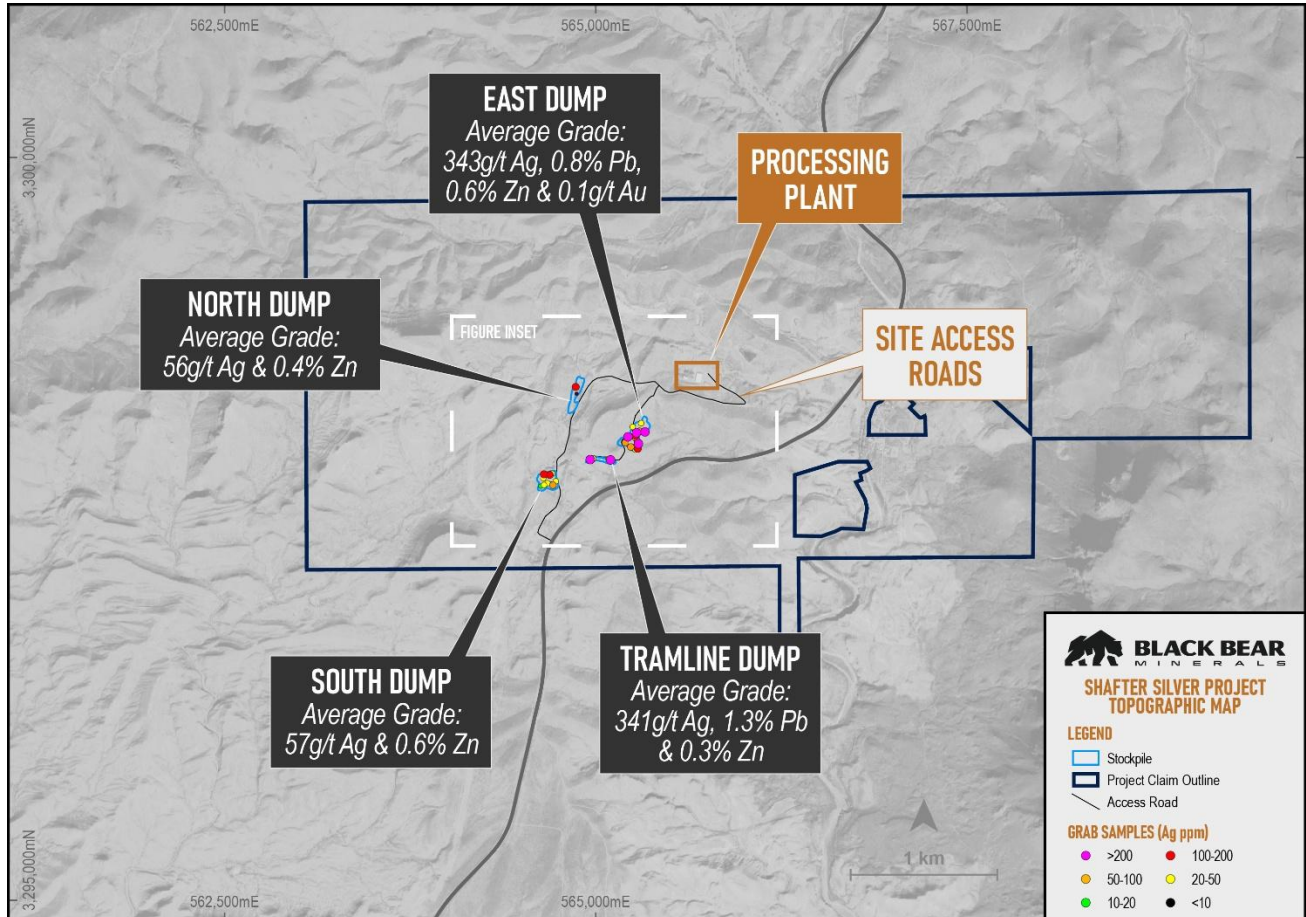 562,500mE
565,000mE
567,500mE
3,300,000mN
EAST DUMP
Average Grade:
343g/t Ag, 0.8% Pb,
0.6% Zn & 0.1g/t Au
PROCESSING
PLANT
NORTH DUMP
Average Grade:
56g/t Ag & 0.4% Zn
FIGURE INSET
SITE ACCESS
ROADS
SOUTH DUMP
Average Grade:
57g/t Ag & 0.6% Zn
TRAMLINE DUMP
Average Grade:
341g/t Ag, 1.3% Pb
& 0.3% Zn
3,295,000mN
1 km
562,500mE
565,000mE
BLACK BEAR
MINERALS
SHAFTER SILVER PROJECT
TOPOGRAPHIC MAP
LEGEND
Stockpile
Project Claim Outline
Access Road
GRAB SAMPLES (Ag ppm)
>200 100-200
50-100 20-50
10-20 <10